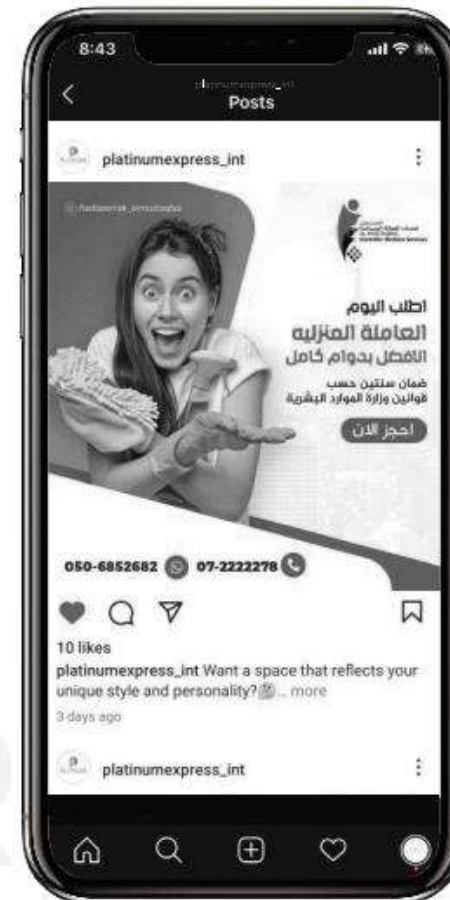 8:43
Posts
platinumexpress_int
اطلب اليوم
العاملة المنزليه
الافضل بدوام كامل
ضمان سنتين حسب
قوانين وزارة الموارد البشرية
احجز الان
050-6852682 07-2222278
10 likes
platinumexpress_int Want a space that reflects your
unique style and personality? ... more
3 days ago
platinumexpress_int